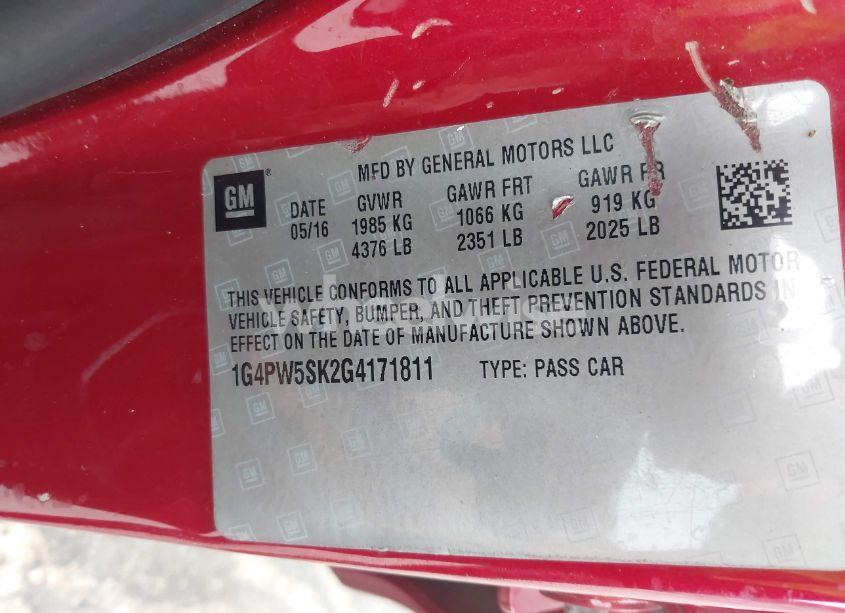 MFD BY GENERAL MOTORS LLC
GM
DATE GVWR GAWR FRT GAWR RR
05/16 1985 KG 1066 KG 919 KG
4376 LB 2351 LB 2025 LB
THIS VEHICLE CONFORMS TO ALL APPLICABLE U.S. FEDERAL MOTOR
VEHICLE SAFETY, BUMPER, AND THEFT PREVENTION STANDARDS IN
EFFECT ON THE DATE OF MANUFACTURE SHOWN ABOVE.
1G4PW5SK2G4171811 TYPE: PASS CAR